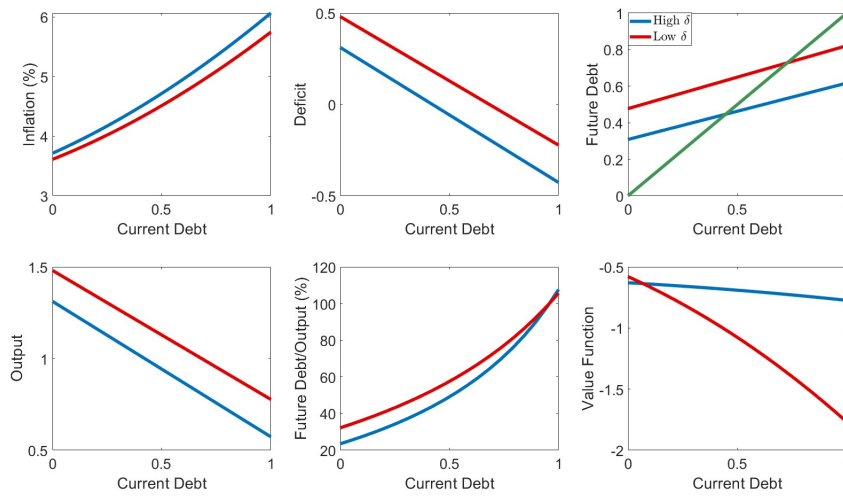 6
5
4
3
Inflation (%)
0
0.5
1
Current Debt
0.5
0
-0.5
Deficit
0
0.5
1
Current Debt
High δ
Low δ
1
0.8
0.6
0.4
0.2
0
Future Debt
0.5
Current Debt
1.5
1
0.5
Output
0
0.5
1
Current Debt
120
100
80
60
40
20
Future Debt/Output (%)
0
0.5
1
Current Debt
-0.5
-1
-1.5
-2
Value Function
0.5
Current Debt